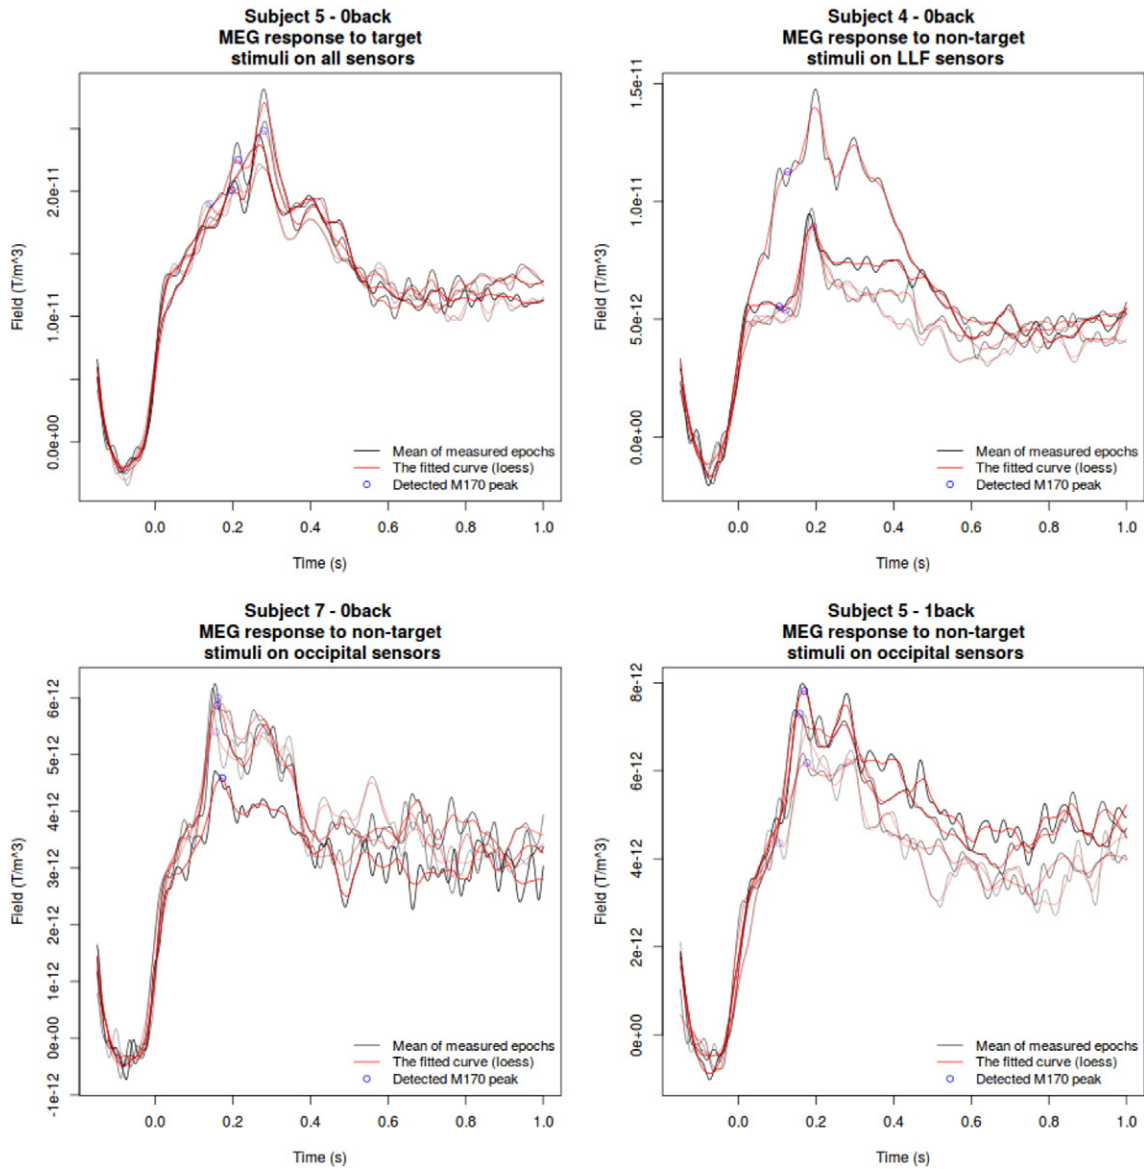 Subject 5 - 0back
MEG response to target
stimuli on all sensors
Field (T/m^3)
0.0e+00
1.0e-11
2.0e-11
Mean of measured epochs
The fitted curve (loess)
Detected M170 peak
0.0 0.2 0.4 0.6 0.8 1.0
Time (s)
Subject 4 - 0back
MEG response to non-target
stimuli on LLF sensors
Field (T/m^3)
0.0e+00
5.0e-12
1.0e-11
1.5e-11
Mean of measured epochs
The fitted curve (loess)
Detected M170 peak
0.0 0.2 0.4 0.6 0.8 1.0
Time (s)
Subject 7 - 0back
MEG response to non-target
stimuli on occipital sensors
Field (T/m^3)
-1e-12
0e+00
1e-12
2e-12
3e-12
4e-12
5e-12
6e-12
Mean of measured epochs
The fitted curve (loess)
Detected M170 peak
0.0 0.2 0.4 0.6 0.8 1.0
Time (s)
Subject 5 - 1back
MEG response to non-target
stimuli on occipital sensors
Field (T/m^3)
0e+00
2e-12
4e-12
6e-12
8e-12
Mean of measured epochs
The fitted curve (loess)
Detected M170 peak
0.0 0.2 0.4 0.6 0.8 1.0
Time (s)